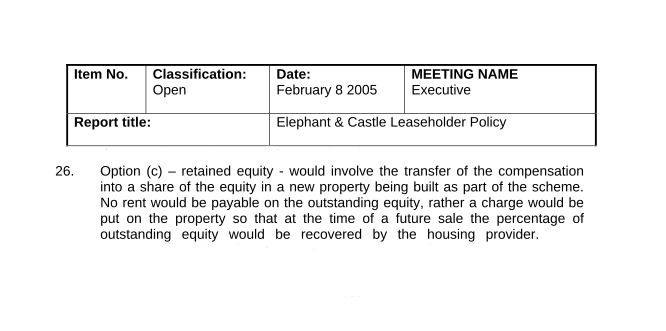 Item No. Classification: Date: MEETING NAME
Open February 8 2005 Executive
Report title: Elephant & Castle Leaseholder Policy
26. Option (c) – retained equity - would involve the transfer of the compensation
into a share of the equity in a new property being built as part of the scheme.
No rent would be payable on the outstanding equity, rather a charge would be
put on the property so that at the time of a future sale the percentage of
outstanding equity would be recovered by the housing provider.